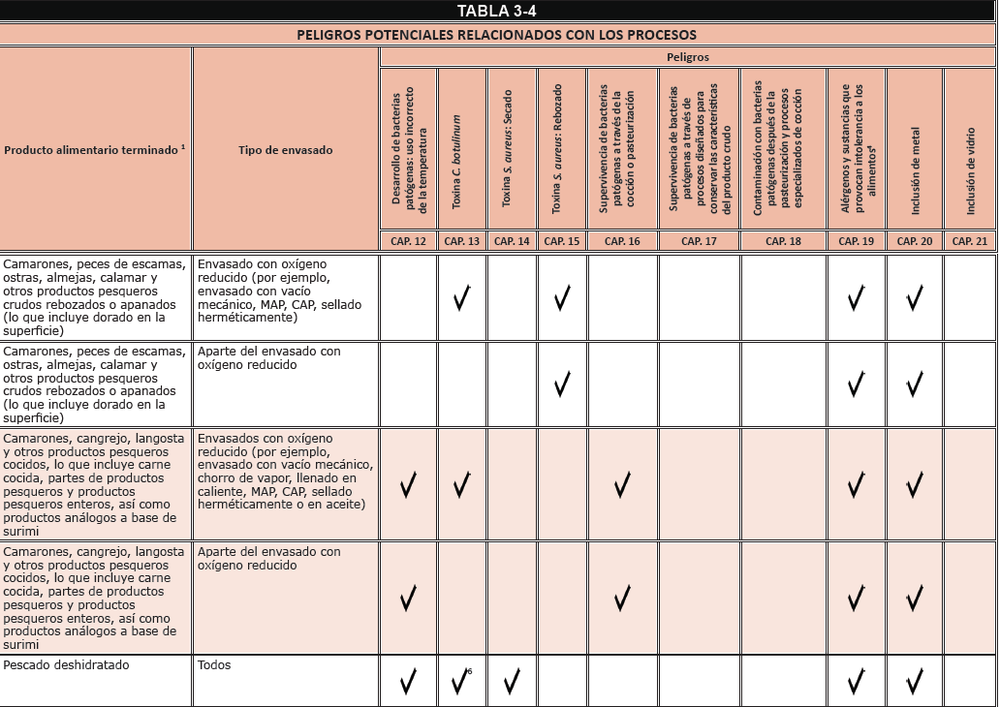 TABLA 3-4
PELIGROS POTENCIALES RELACIONADOS CON LOS PROCESOS
Producto alimentario terminado 1
Tipo de envasado
Peligros
Desarrollo de bacterias
patógenas: uso incorrecto
de la temperatura
Toxina C. botulinum
Toxina S. aureus: Secado
Toxina S. aureus: Rebozado
Supervivencia de bacterias
patógenas a través de la
cocción o pasteurización
Supervivencia de bacterias
patógenas a través de
procesos diseñados para
conservar las características
del producto crudo
Contaminación con bacterias
patógenas después de la
pasteurización y procesos
especializados de cocción
Alérgenos y sustancias que
provocan intolerancia a los
alimentos4
Inclusión de metal
Inclusión de vidrio
CAP. 12
CAP. 13
CAP. 14
CAP. 15
CAP. 16
CAP. 17
CAP. 18
CAP. 19
CAP. 20
CAP. 21
Camarones, peces de escamas,
ostras, almejas, calamar y
otros productos pesqueros
crudos rebozados o apanados
(lo que incluye dorado en la
superficie)
Envasado con oxígeno
reducido (por ejemplo,
envasado con vacío
mecánico, MAP, CAP, sellado
herméticamente)
√ √ √ √
Camarones, peces de escamas,
ostras, almejas, calamar y
otros productos pesqueros
crudos rebozados o apanados
(lo que incluye dorado en la
superficie)
Aparte del envasado con
oxígeno reducido
√ √ √
Camarones, cangrejo, langosta
y otros productos pesqueros
cocidos, lo que incluye carne
cocida, partes de productos
pesqueros y productos
pesqueros enteros, así como
productos análogos a base de
surimi
Envasados con oxígeno
reducido (por ejemplo,
envasado con vacío mecánico,
chorro de vapor, llenado en
caliente, MAP, CAP, sellado
herméticamente o en aceite)
√ √ √ √ √
Camarones, cangrejo, langosta
y otros productos pesqueros
cocidos, lo que incluye carne
cocida, partes de productos
pesqueros y productos
pesqueros enteros, así como
productos análogos a base de
surimi
Aparte del envasado con
oxígeno reducido
√ √ √ √
Pescado deshidratado
Todos
√ √6 √ √ √